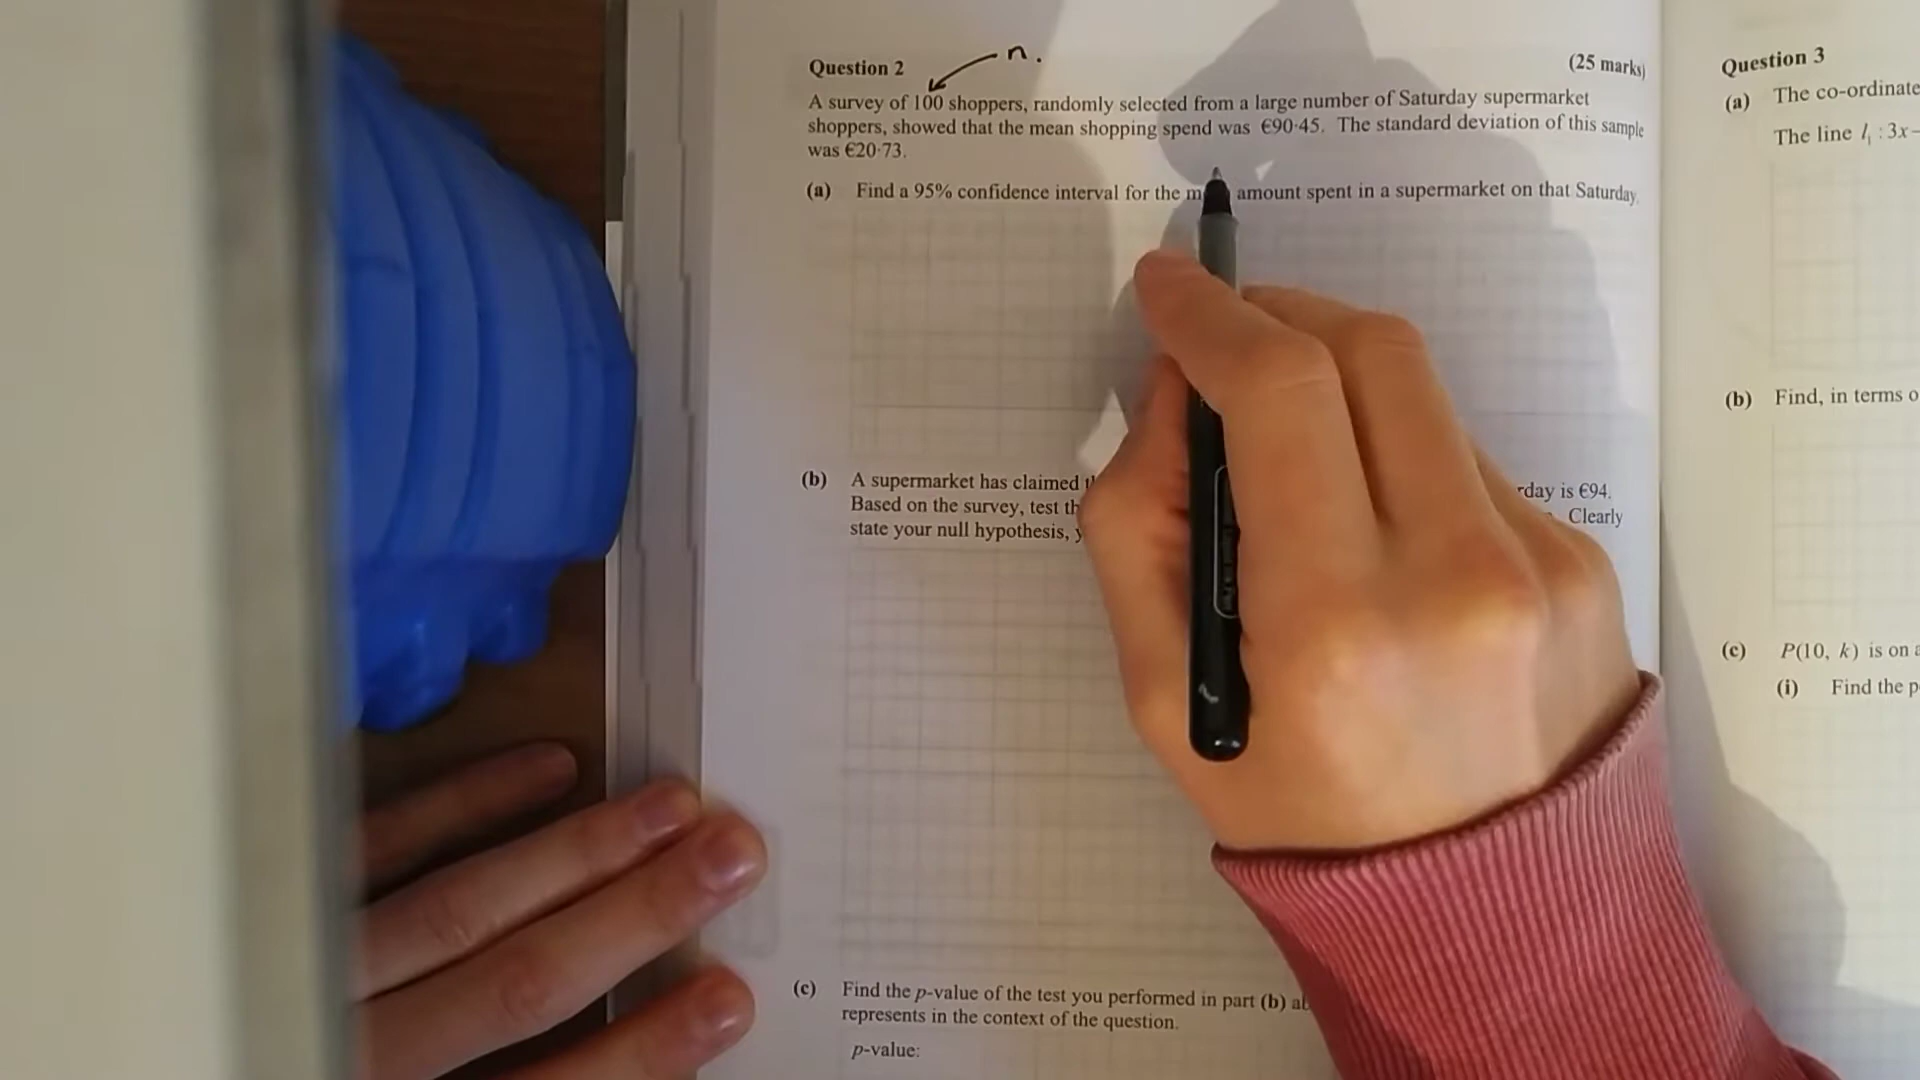 n.
Question 2
(25 marks)
A survey of 100 shoppers, randomly selected from a large number of Saturday supermarket
shoppers, showed that the mean shopping spend was €90·45. The standard deviation of this sample
was €20·73.
(a) Find a 95% confidence interval for the amount spent in a supermarket on that Saturday.
(b) A supermarket has claimed
rday is €94.
Based on the survey, test
Clearly
state your null hypothesis,
(c) Find the p-value of the test you performed in part (b)
represents in the context of the question.
p-value:
Question 3
(a) The co-ordinate
The line l₁ : 3x –
(b) Find, in terms o
(c) P(10, k) is on a
(i) Find the p